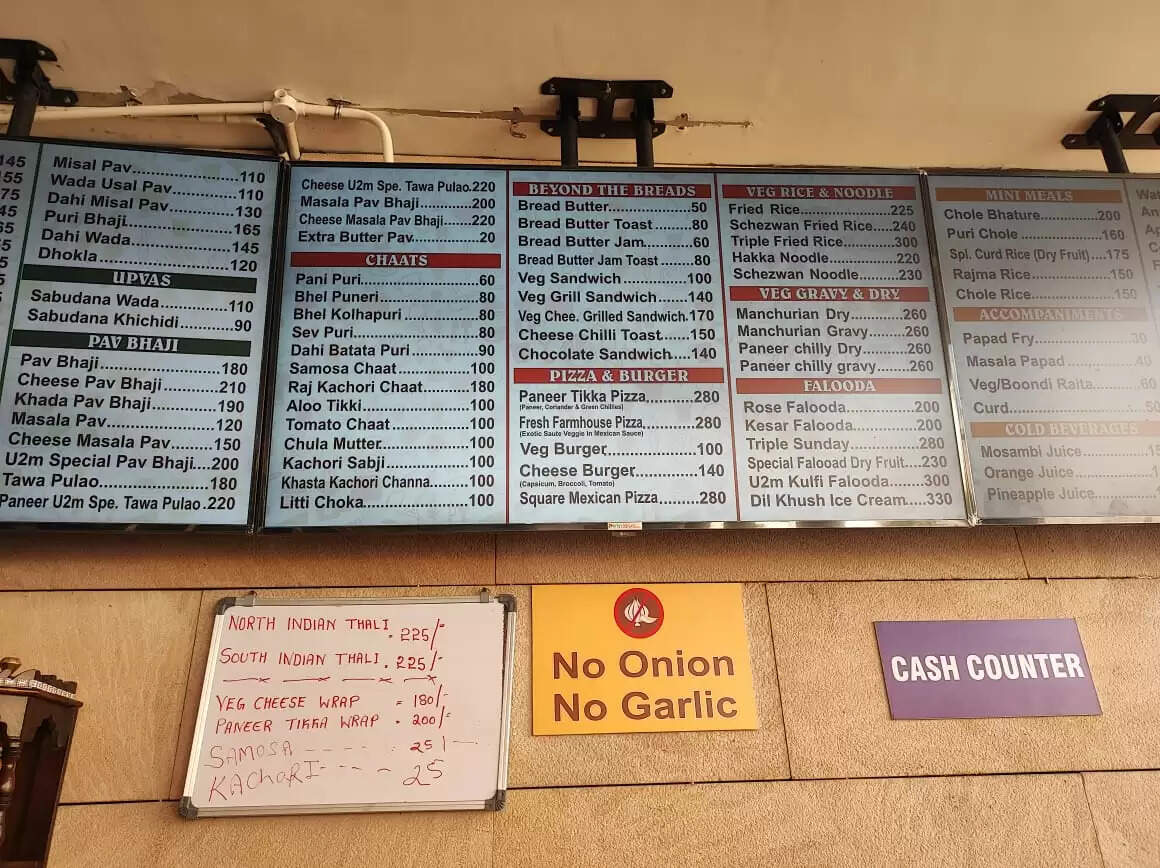 145
155
Misal Pav.....................110
Wada Usal Pav.............110
Dahi Misal Pav..............130
Puri Bhaji.....................165
Dahi Wada....................145
Dhokla..........................120
UPVAS
Sabudana Wada............110
Sabudana Khichidi.........90
PAV BHAJI
Pav Bhaji.....................180
Cheese Pav Bhaji..........210
Khada Pav Bhaji...........190
Masala Pav...................120
Cheese Masala Pav........150
U2m Special Pav Bhaji....200
Tawa Pulao...................180
Paneer U2m Spe. Tawa Pulao.220
Cheese U2m Spe. Tawa Pulao.220
Masala Pav Bhaji............200
Cheese Masala Pav Bhaji....220
Extra Butter Pav..............20
CHAATS
Pani Puri.......................60
Bhel Puneri....................80
Bhel Kolhapuri................80
Sev Puri........................80
Dahi Batata Puri..............90
Samosa Chaat................100
Raj Kachori Chaat...........180
Aloo Tikki.....................100
Tomato Chaat................100
Chula Mutter.................100
Kachori Sabji.................100
Khasta Kachori Channa.....100
Litti Choka....................100
BEYOND THE BREADS
Bread Butter...................50
Bread Butter Toast...........80
Bread Butter Jam.............60
Bread Butter Jam Toast.....80
Veg Sandwich.................100
Veg Grill Sandwich..........140
Veg Chee. Grilled Sandwich.170
Cheese Chilli Toast..........150
Chocolate Sandwich.........140
PIZZA & BURGER
Paneer Tikka Pizza..........280
(Paneer, Coriander & Green Chillies)
Fresh Farmhouse Pizza......280
(Exotic Saute Veggie in Mexican Sauce)
Veg Burger....................100
Cheese Burger................140
(Capsicum, Broccoli, Tomato)
Square Mexican Pizza.......280
VEG RICE & NOODLE
Fried Rice.....................225
Schezwan Fried Rice........240
Triple Fried Rice.............300
Hakka Noodle.................220
Schezwan Noodle............230
VEG GRAVY & DRY
Manchurian Dry..............260
Manchurian Gravy...........260
Paneer chilly Dry............260
Paneer chilly gravy.........260
FALOODA
Rose Falooda.................200
Kesar Falooda................200
Triple Sunday................280
Special Falooad Dry Fruit...230
U2m Kulfi Falooda...........300
Dil Khush Ice Cream........330
MINI MEALS
Chole Bhature................200
Puri Chole.....................160
Spl. Curd Rice (Dry Fruit)....175
Rajma Rice....................150
Chole Rice.....................150
ACCOMPANIMENTS
Papad Fry......................30
Masala Papad..................40
Veg/Boondi Raita.............60
Curd.............................50
COLD BEVERAGES
Mosambi Juice
Orange Juice
Pineapple Juice
NORTH INDIAN THALI . 225/-
SOUTH INDIAN THALI . 225/-
VEG CHEESE WRAP = 180/-
PANEER TIKKA WRAP . 200/-
SAMOSA ---- : 25/-
KACHORI --- - 25
No Onion
No Garlic
CASH COUNTER